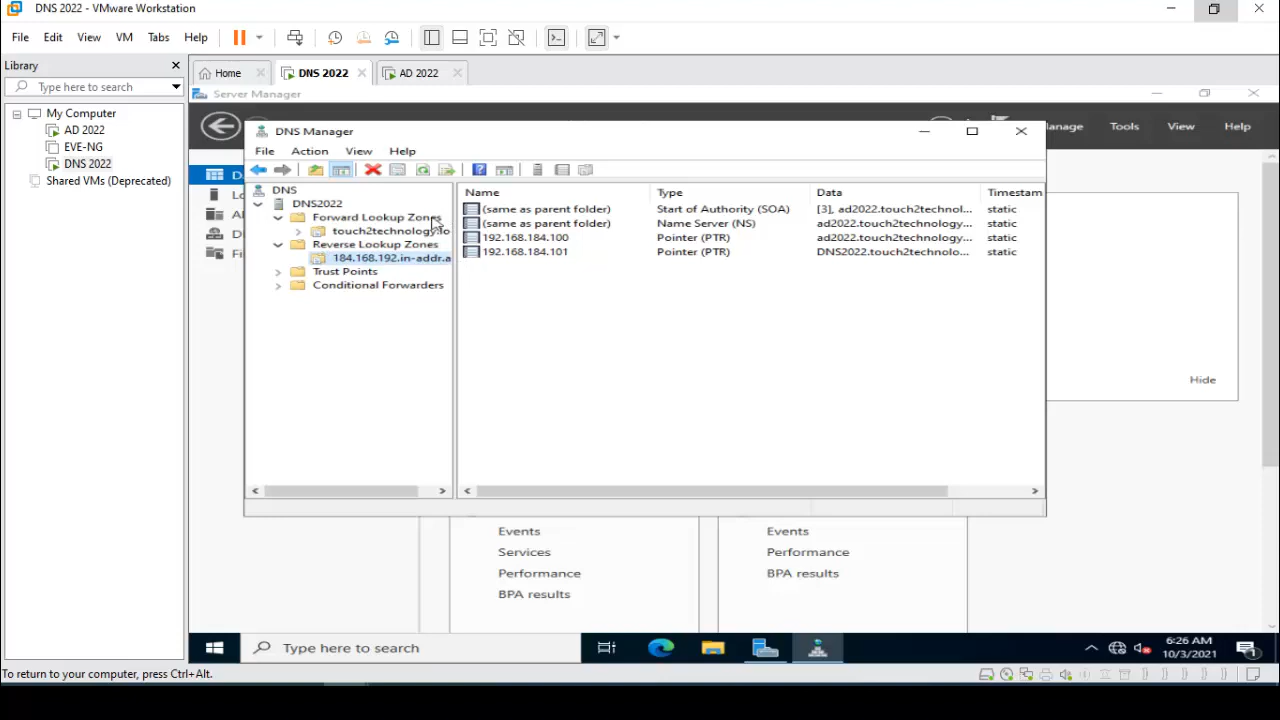 DNS 2022 - VMware Workstation
File Edit View VM Tabs Help
Library
Type here to search
My Computer
AD 2022
EVE-NG
DNS 2022
Shared VMs (Deprecated)
Home
DNS 2022
AD 2022
Server Manager
Manage Tools View Help
DNS Manager
File Action View Help
DNS
DNS2022
Forward Lookup Zones
touch2technology.lo
Reverse Lookup Zones
184.168.192.in-addr.a
Trust Points
Conditional Forwarders
Name Type Data Timestam
(same as parent folder) Start of Authority (SOA) [3], ad2022.touch2technol... static
(same as parent folder) Name Server (NS) ad2022.touch2technology... static
192.168.184.100 Pointer (PTR) ad2022.touch2technology... static
192.168.184.101 Pointer (PTR) DNS2022.touch2technolo... static
Hide
Events
Services
Performance
BPA results
Events
Performance
BPA results
Type here to search
6:26 AM
10/3/2021
1
To return to your computer, press Ctrl+Alt.